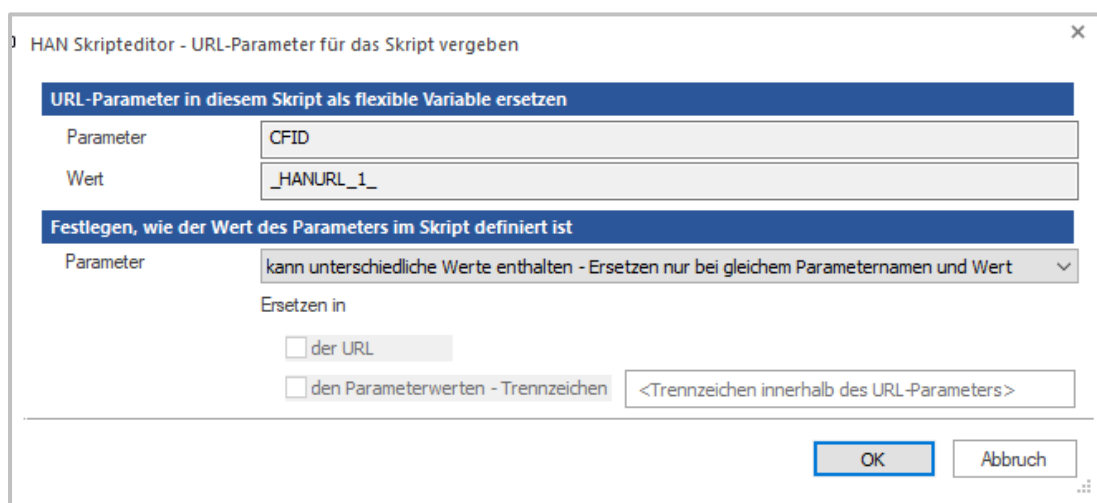 HAN Skripteditor - URL-Parameter für das Skript vergeben
URL-Parameter in diesem Skript als flexible Variable ersetzen
Parameter CFID
Wert _HANURL_1_
Festlegen, wie der Wert des Parameters im Skript definiert ist
Parameter kann unterschiedliche Werte enthalten - Ersetzen nur bei gleichem Parameternamen und Wert
Ersetzen in
der URL
den Parameterwerten - Trennzeichen <Trennzeichen innerhalb des URL-Parameters>
OK Abbruch